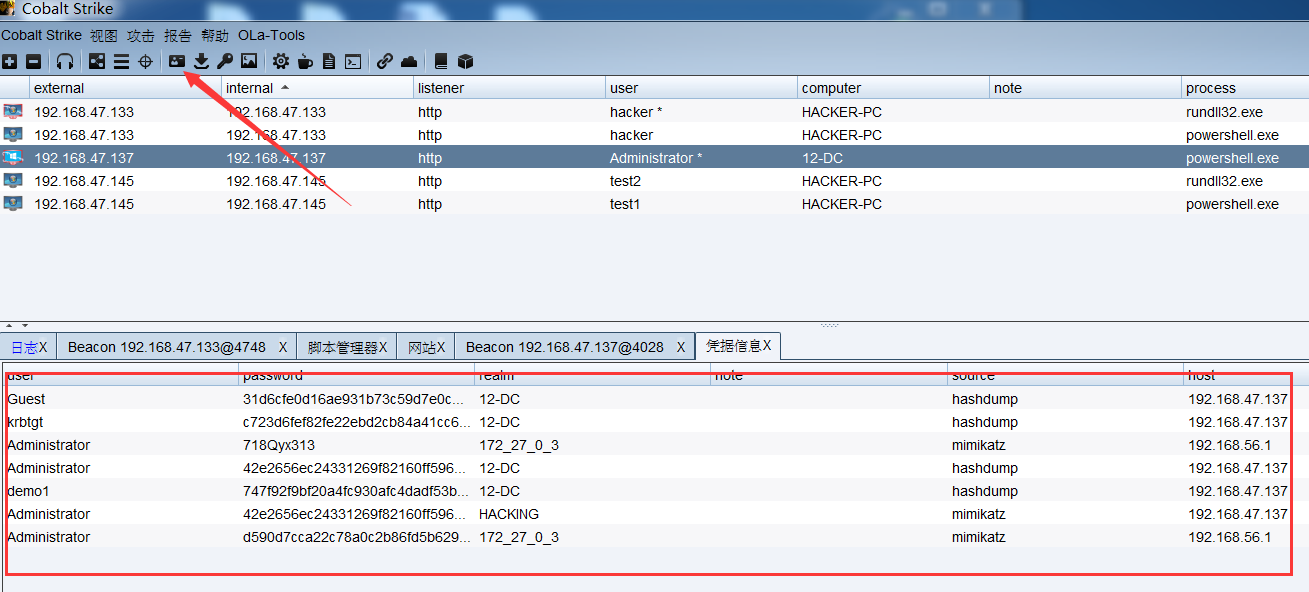 Cobalt Strike
Cobalt Strike 视图 攻击 报告 帮助 OLa-Tools
external internal listener user computer note process
192.168.47.133 192.168.47.133 http hacker * HACKER-PC rundll32.exe
192.168.47.133 192.168.47.133 http hacker HACKER-PC powershell.exe
192.168.47.137 192.168.47.137 http Administrator * 12-DC powershell.exe
192.168.47.145 192.168.47.145 http test2 HACKER-PC rundll32.exe
192.168.47.145 192.168.47.145 http test1 HACKER-PC powershell.exe
日志X Beacon 192.168.47.133@4748 X 脚本管理器X 网站X Beacon 192.168.47.137@4028 X 凭据信息X
user password realm note source host
Guest 31d6cfe0d16ae931b73c59d7e0c... 12-DC hashdump 192.168.47.137
krbtgt c723d6fef82fe22ebd2cb84a41cc6... 12-DC hashdump 192.168.47.137
Administrator 718Qyx313 172_27_0_3 mimikatz 192.168.56.1
Administrator 42e2656ec24331269f82160ff596... 12-DC hashdump 192.168.47.137
demo1 747f92f9bf20a4fc930afc4dadf53b... 12-DC hashdump 192.168.47.137
Administrator 42e2656ec24331269f82160ff596... HACKING mimikatz 192.168.47.137
Administrator d590d7cca22c78a0c2b86fd5b629... 172_27_0_3 mimikatz 192.168.56.1